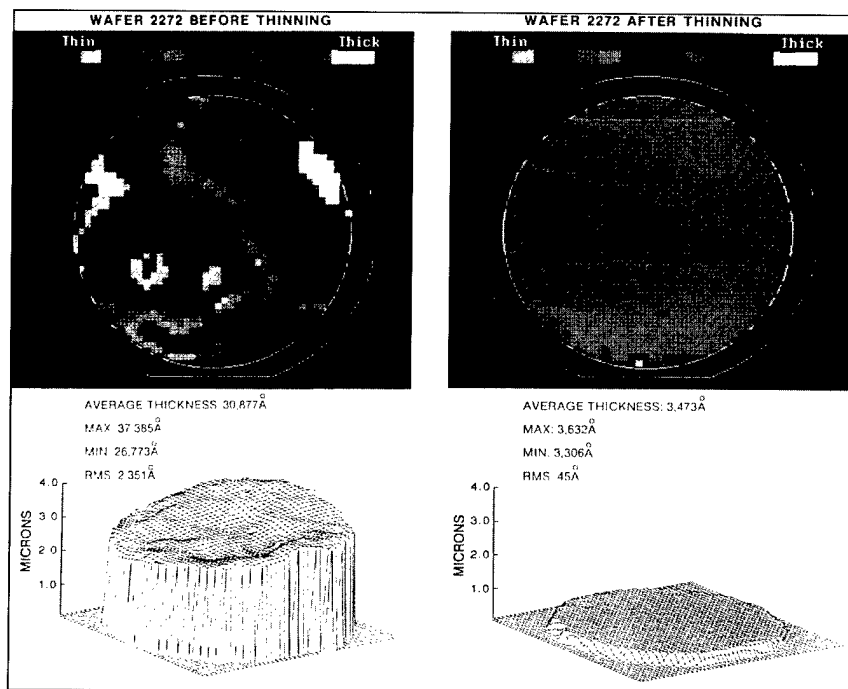 WAFER 2272 BEFORE THINNING
Thin Thick
AVERAGE THICKNESS 30,877Å
MAX 37,385Å
MIN 26,773Å
RMS 2,351Å
MICRONS
4.0
3.0
2.0
1.0
WAFER 2272 AFTER THINNING
Thin Thick
AVERAGE THICKNESS: 3,473Å
MAX: 3,632Å
MIN. 3,306Å
RMS: 45Å
MICRONS
4.0
3.0
2.0
1.0